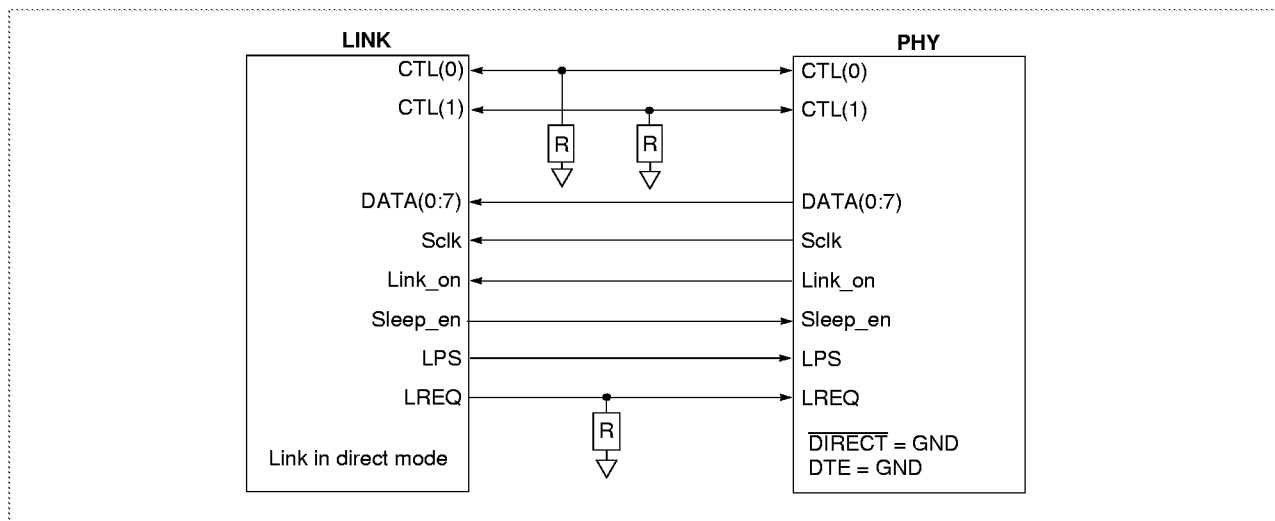 LINK PHY
CTL(0) CTL(0)
CTL(1) CTL(1)
R R
DATA(0:7) DATA(0:7)
Sclk Sclk
Link_on Link_on
Sleep_en Sleep_en
LPS LPS
LREQ LREQ
R
DIRECT = GND
Link in direct mode DTE = GND